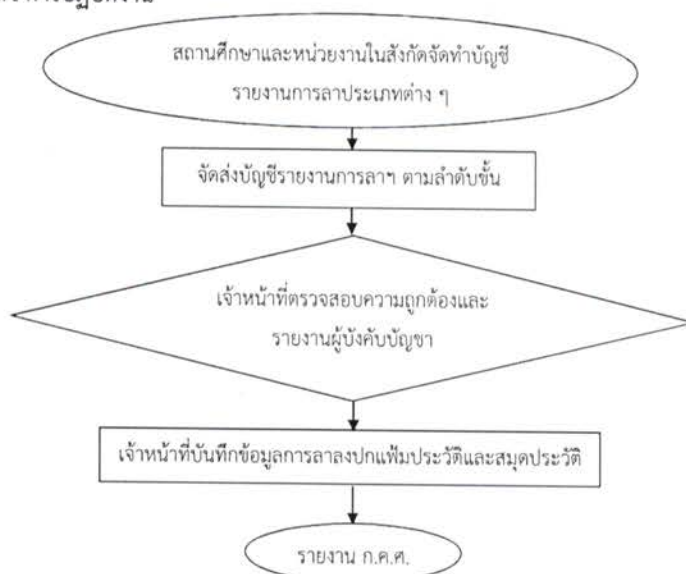 สถานศึกษาและหน่วยงานในสังกัดจัดทำบัญชี
รายงานการลาประเภทต่าง ๆ
จัดส่งบัญชีรายงานการลาฯ ตามลำดับขั้น
เจ้าหน้าที่ตรวจสอบความถูกต้องและ
รายงานผู้บังคับบัญชา
เจ้าหน้าที่บันทึกข้อมูลการลาลงปกแฟ้มประวัติและสมุดประวัติ
รายงาน ก.ค.ศ.